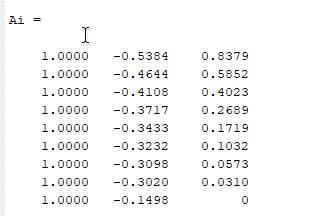 Ai =
1.0000 -0.5384 0.8379
1.0000 -0.4644 0.5852
1.0000 -0.4108 0.4023
1.0000 -0.3717 0.2689
1.0000 -0.3433 0.1719
1.0000 -0.3232 0.1032
1.0000 -0.3098 0.0573
1.0000 -0.3020 0.0310
1.0000 -0.1498 0